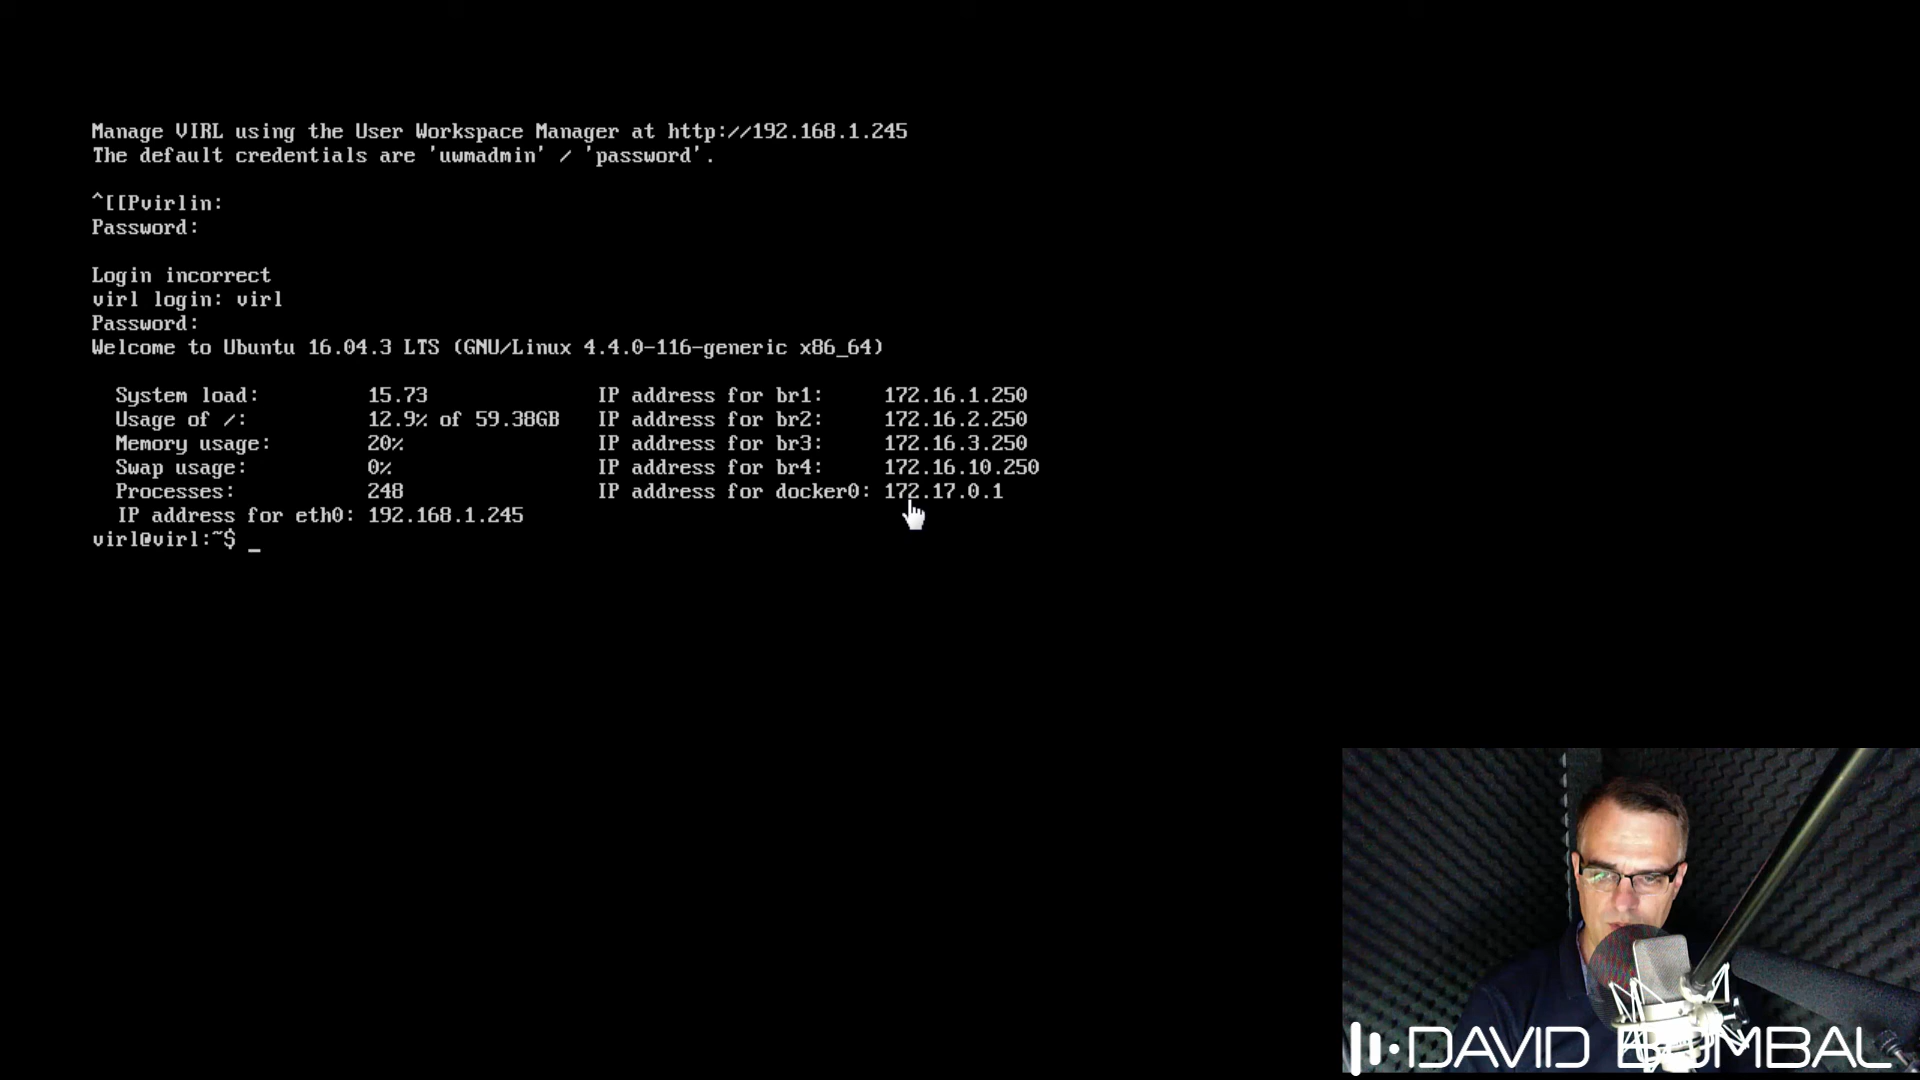 Manage VIRL using the User Workspace Manager at http://192.168.1.245
The default credentials are 'uwmadmin' / 'password'.
^[[Pvirlin:
Password:
Login incorrect
virl login: virl
Password:
Welcome to Ubuntu 16.04.3 LTS (GNU/Linux 4.4.0-116-generic x86_64)
System load: 15.73 IP address for br1: 172.16.1.250
Usage of /: 12.9% of 59.38GB IP address for br2: 172.16.2.250
Memory usage: 20% IP address for br3: 172.16.3.250
Swap usage: 0% IP address for br4: 172.16.10.250
Processes: 248 IP address for docker0: 172.17.0.1
IP address for eth0: 192.168.1.245
virl@virl:~$ _
DAVID BOMBAL